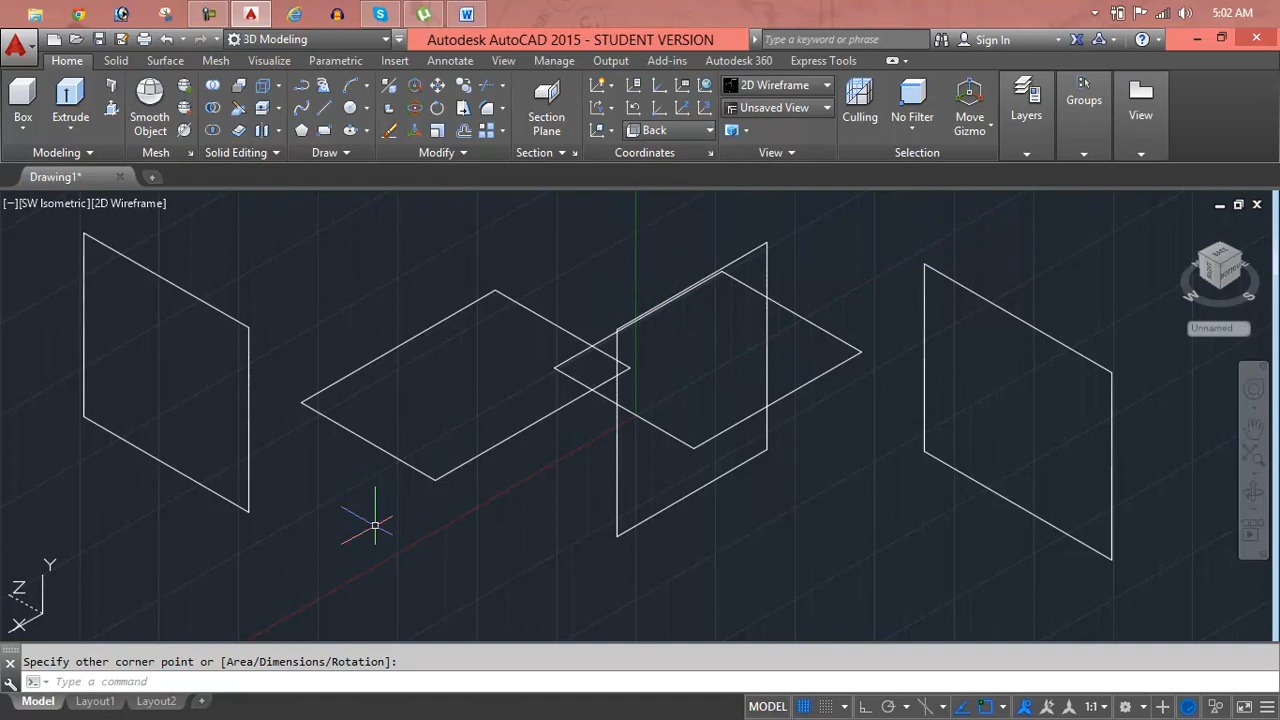 5:02 AM
3D Modeling
Autodesk AutoCAD 2015 - STUDENT VERSION
Type a keyword or phrase
Sign In
Home
Solid
Surface
Mesh
Visualize
Parametric
Insert
Annotate
View
Manage
Output
Add-ins
Autodesk 360
Express Tools
Box
Extrude
Smooth
Object
Section
Plane
2D Wireframe
Unsaved View
Back
Culling
No Filter
Move
Gizmo
Layers
Groups
View
Modeling
Mesh
Solid Editing
Draw
Modify
Section
Coordinates
View
Selection
Drawing1*
[−][SW Isometric][2D Wireframe]
W
S
Unnamed
Y
Z
X
Specify other corner point or [Area/Dimensions/Rotation]:
Type a command
Model
Layout1
Layout2
MODEL
1:1